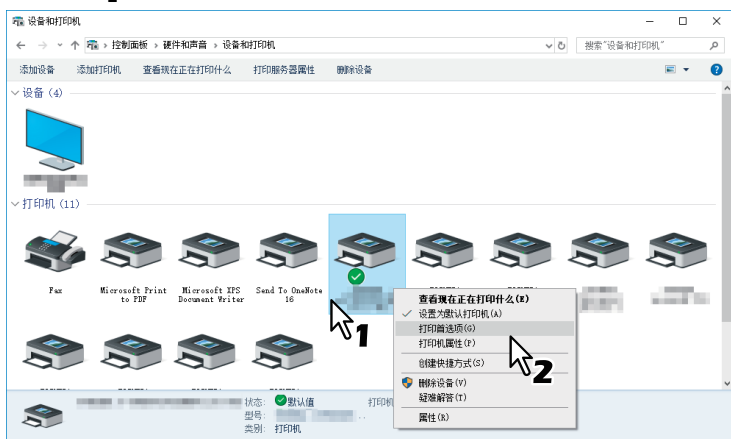 设备和打印机
控制面板 › 硬件和声音 › 设备和打印机
搜索"设备和打印机"
添加设备 添加打印机 查看现在正在打印什么 打印服务器属性 删除设备
设备 (4)
打印机 (11)
Fax
Microsoft Print to PDF
Microsoft XPS Document Writer
Send To OneNote 16
1
查看现在正在打印什么(E)
设置为默认打印机(A)
打印首选项(G)
打印机属性(P)
2
创建快捷方式(S)
删除设备(V)
疑难解答(T)
属性(R)
状态: 默认值 打印机
型号: ..
类别: 打印机